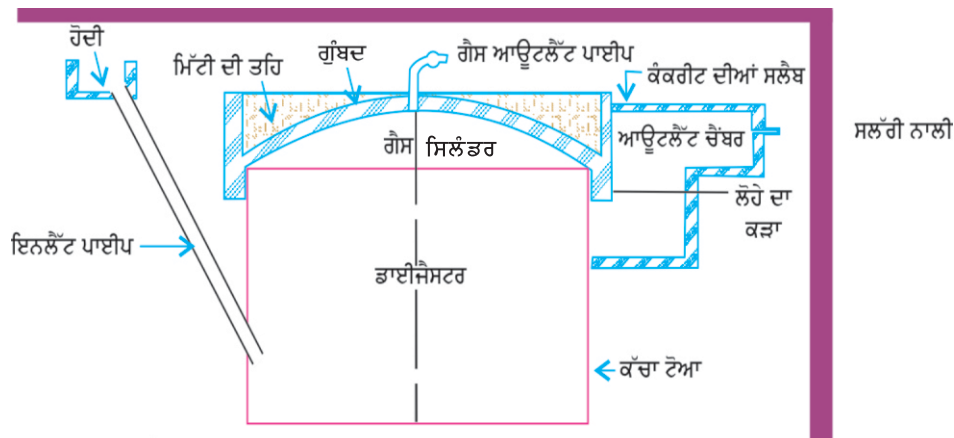 ਹੋਦੀ
ਮਿੱਟੀ ਦੀ ਤਹਿ
ਗੁੰਬਦ
ਗੈਸ ਆਊਟਲੈੱਟ ਪਾਈਪ
ਕੰਕਰੀਟ ਦੀਆਂ ਸਲੈਬ
ਗੈਸ ਸਿਲੰਡਰ
ਆਊਟਲੈੱਟ ਚੈਂਬਰ
ਸਲੱਰੀ ਨਾਲੀ
ਲੋਹੇ ਦਾ
ਕੜਾ
ਇਨਲੈੱਟ ਪਾਈਪ
ਡਾਈਜੈਸਟਰ
ਕੱਚਾ ਟੋਆ